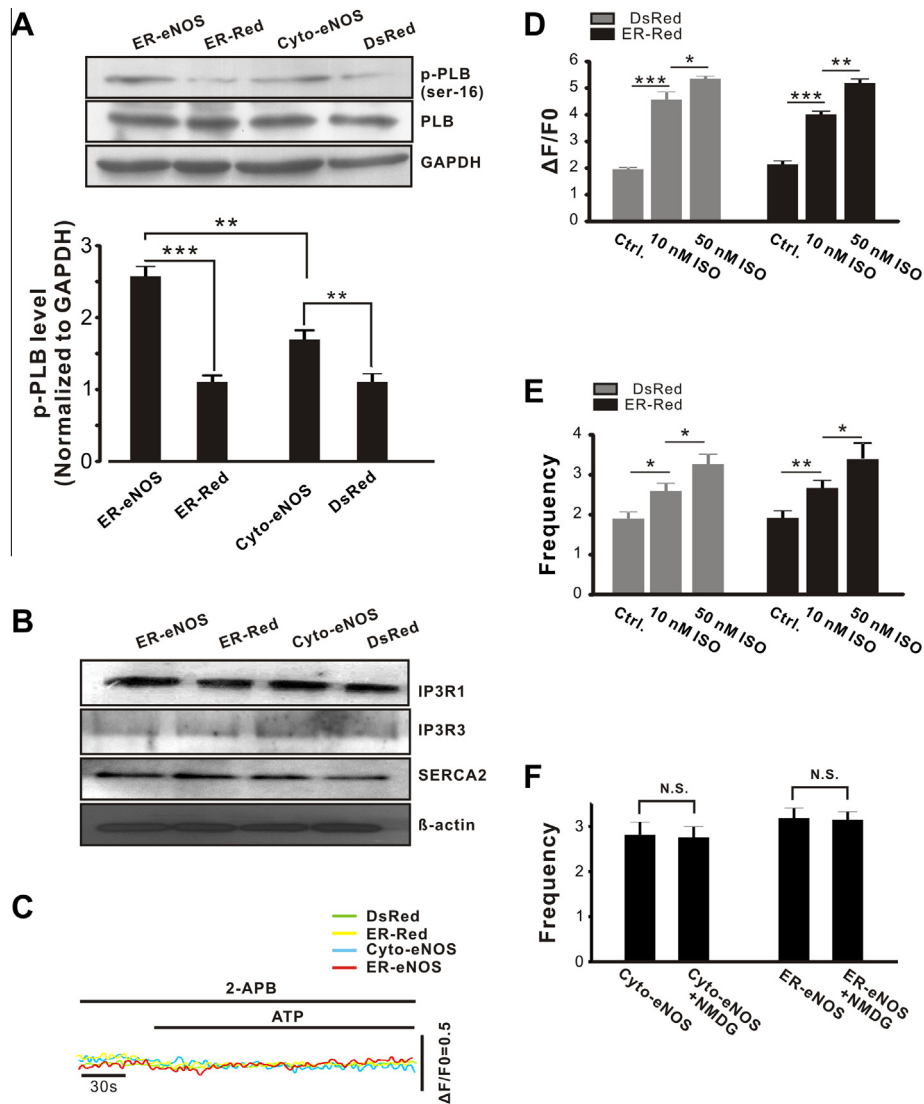 A
ER-eNOS
ER-Red
Cyto-eNOS
DsRed
p-PLB
(ser-16)
PLB
GAPDH
p-PLB level
(Normalized to GAPDH)
3
2
1
0
**
***
**
ER-eNOS
ER-Red
Cyto-eNOS
DsRed
B
ER-eNOS
ER-Red
Cyto-eNOS
DsRed
IP3R1
IP3R3
SERCA2
ß-actin
C
DsRed
ER-Red
Cyto-eNOS
ER-eNOS
2-APB
ATP
30s
ΔF/F0=0.5
D
DsRed
ER-Red
ΔF/F0
6
5
4
3
2
1
0
***
*
***
**
Ctrl.
10 nM ISO
50 nM ISO
Ctrl.
10 nM ISO
50 nM ISO
E
DsRed
ER-Red
Frequency
4
3
2
1
0
*
*
**
*
Ctrl.
10 nM ISO
50 nM ISO
Ctrl.
10 nM ISO
50 nM ISO
F
Frequency
3
2
1
0
N.S.
N.S.
Cyto-eNOS
Cyto-eNOS
+NMDG
ER-eNOS
ER-eNOS
+NMDG